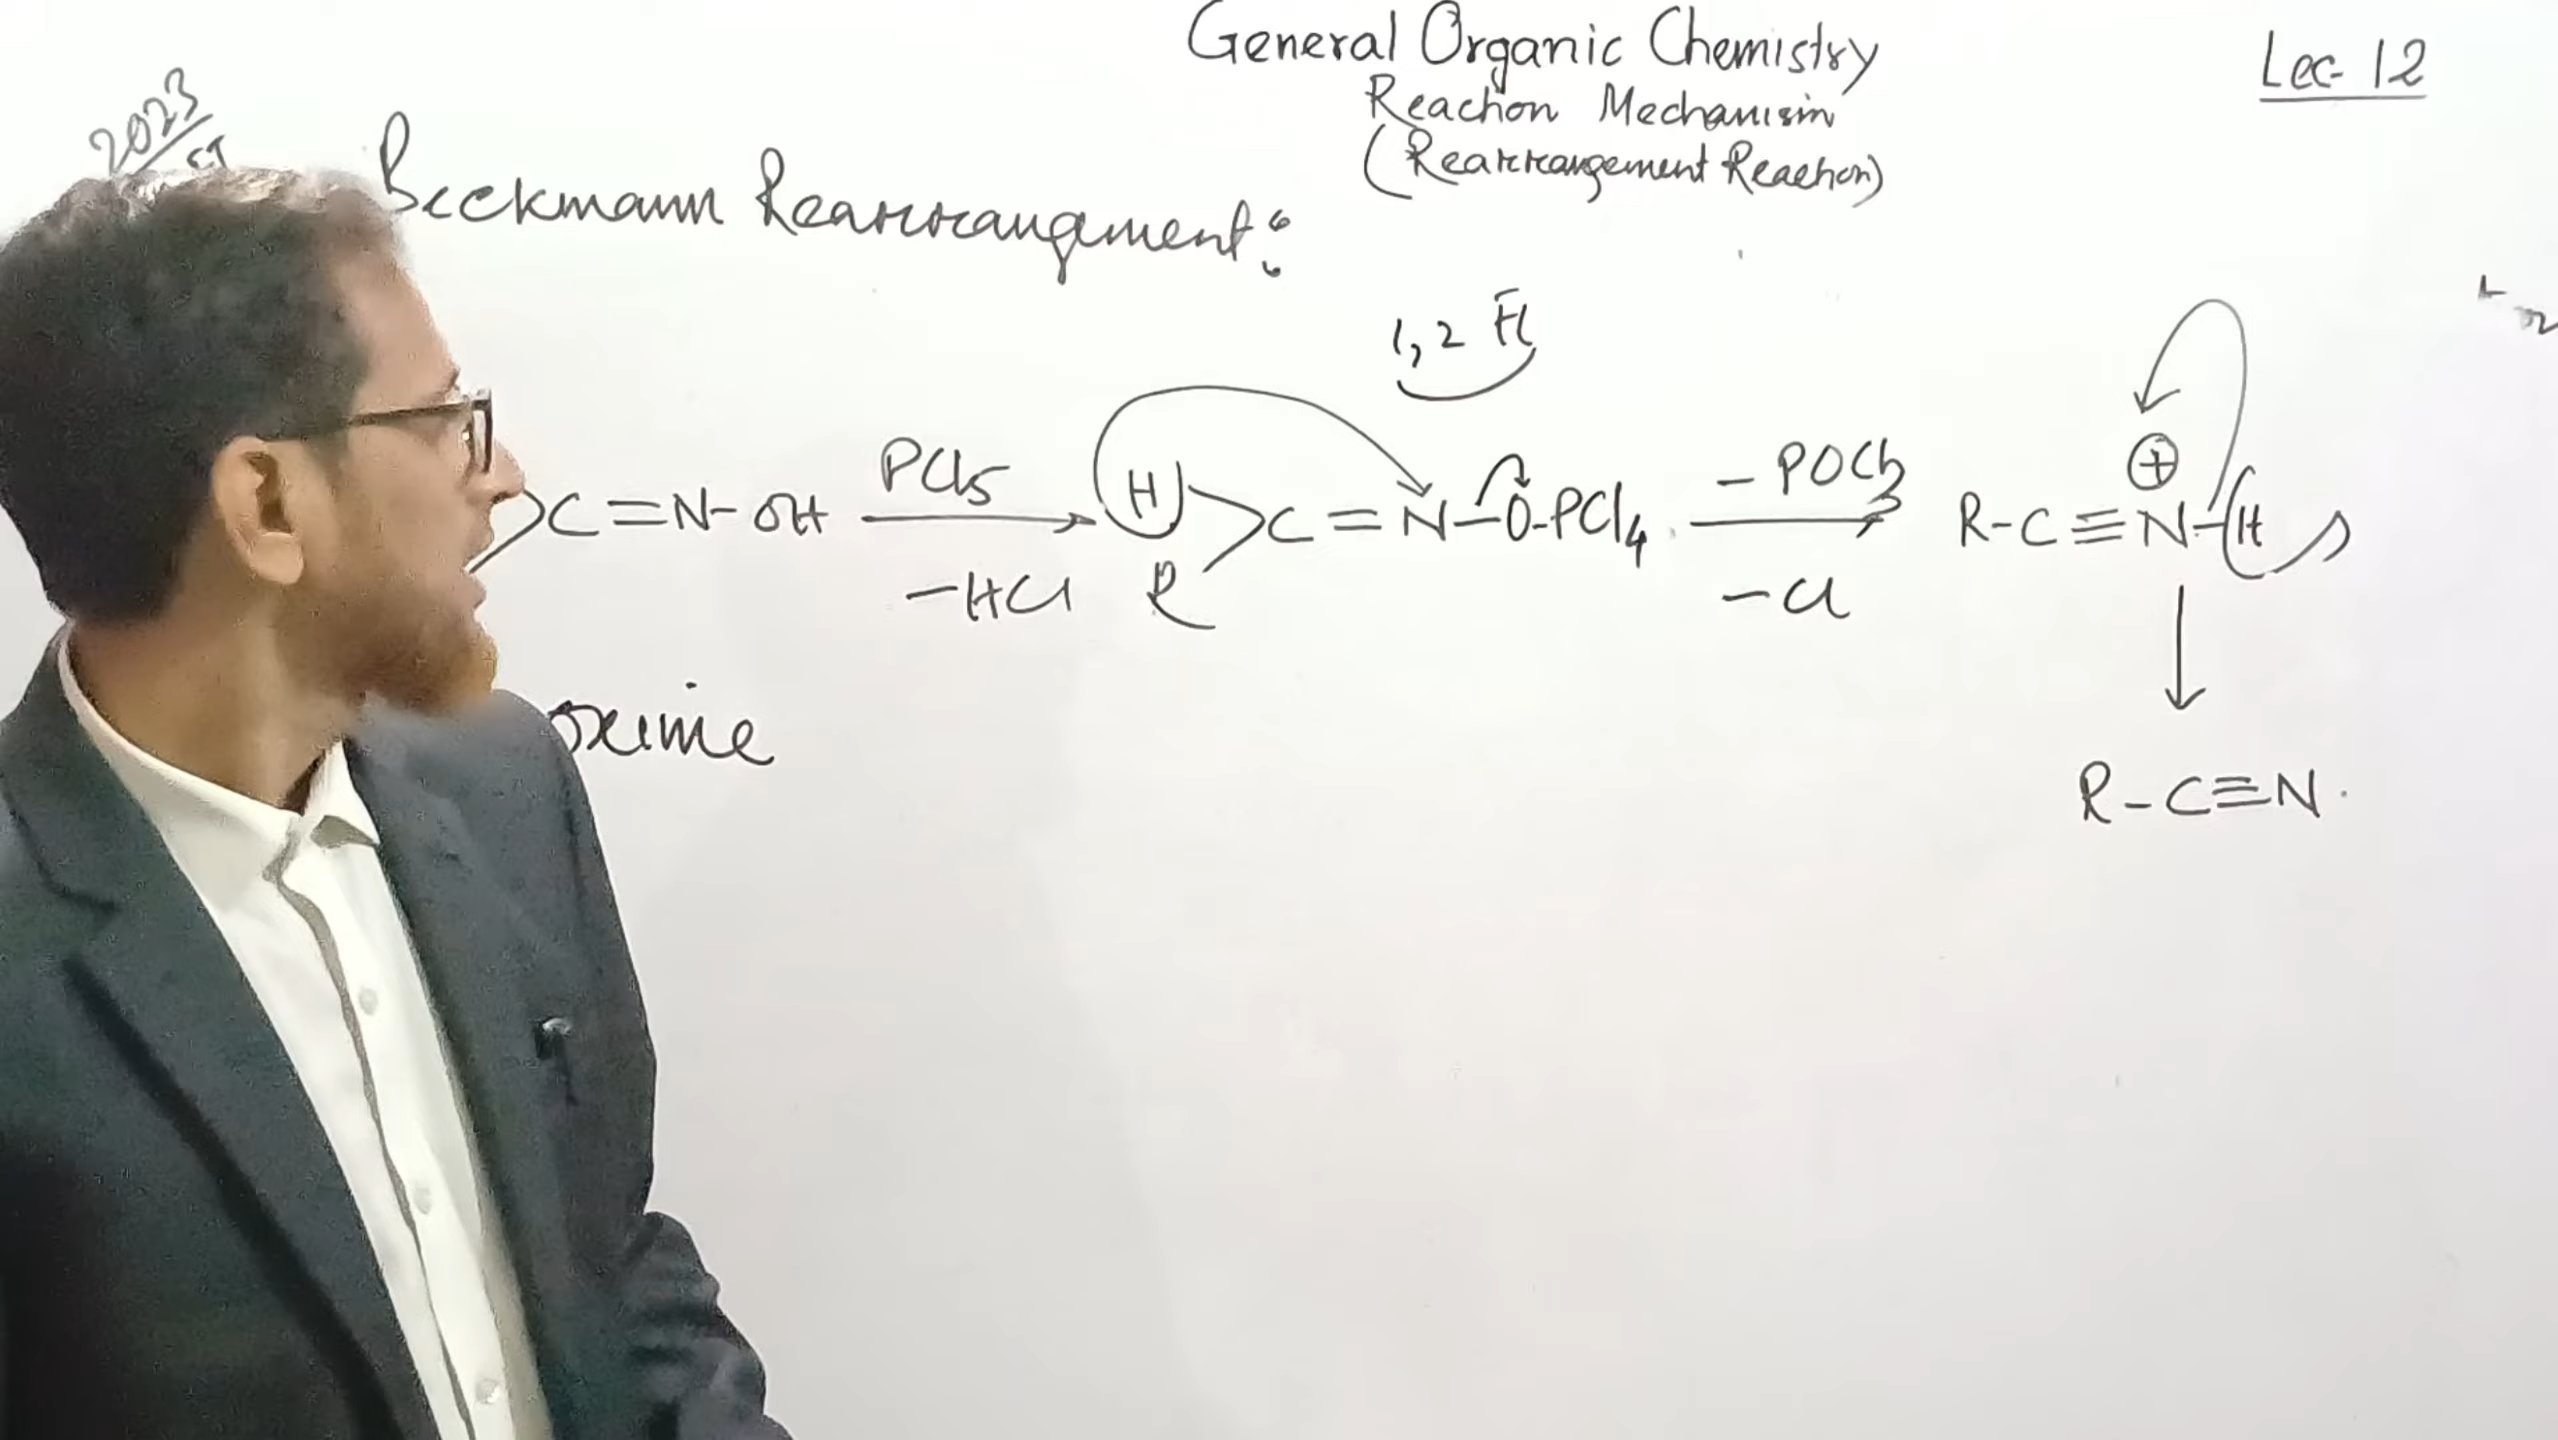 General Organic Chemistry
Lec- 12
Reaction Mechanism
(Rearrangement Reaction)
2023
Beckmann Rearrangement:
1, 2 H
C=N-OH PCl5 -HCl H R C=N-O-PCl4 -POCl3 -Cl R-C≡N-H ⊕
oxime
R-C≡N.